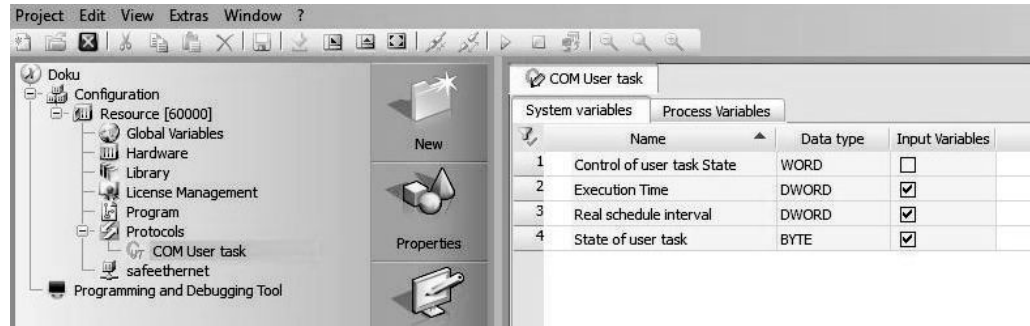 Project Edit View Extras Window ?
Doku
Configuration
Resource [60000]
Global Variables
Hardware
Library
License Management
Program
Protocols
COM User task
safeethernet
Programming and Debugging Tool
New
Properties
COM User task
System variables Process Variables
Name Data type Input Variables
1 Control of user task State WORD
2 Execution Time DWORD
3 Real schedule interval DWORD
4 State of user task BYTE